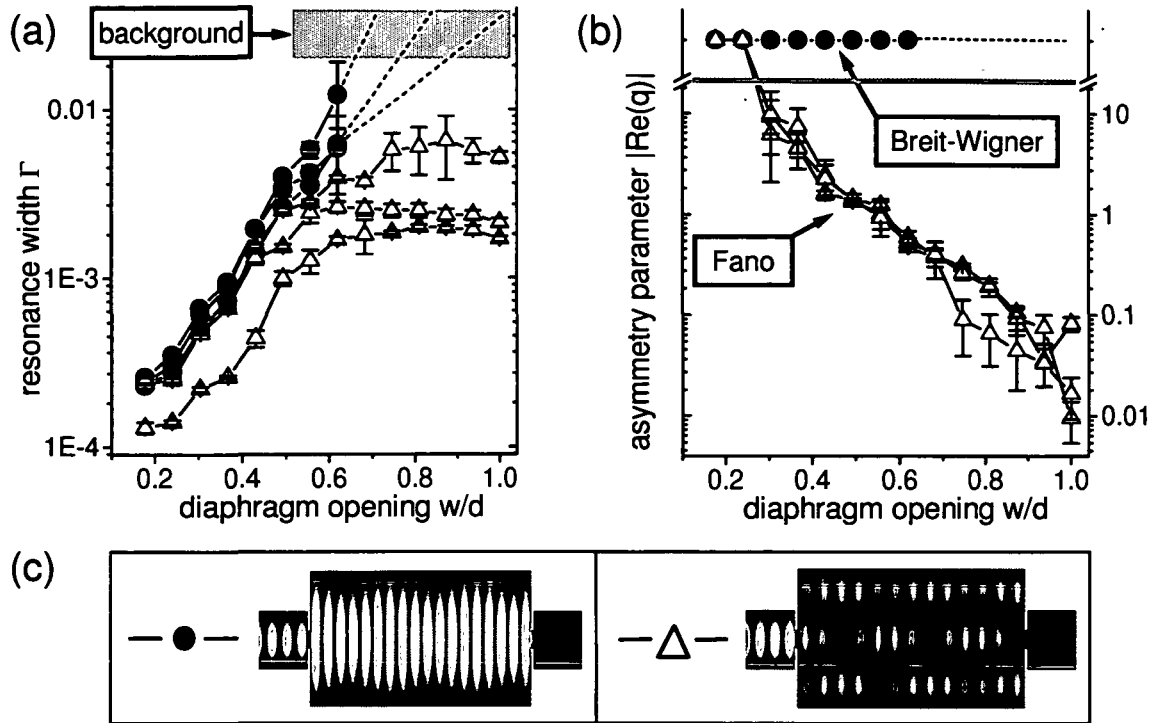 (a)
background
resonance width Γ
0.01
1E-3
1E-4
0.2 0.4 0.6 0.8 1.0
diaphragm opening w/d
(b)
asymmetry parameter |Re(q)|
Breit-Wigner
Fano
10
1
0.1
0.01
0.2 0.4 0.6 0.8 1.0
diaphragm opening w/d
(c)